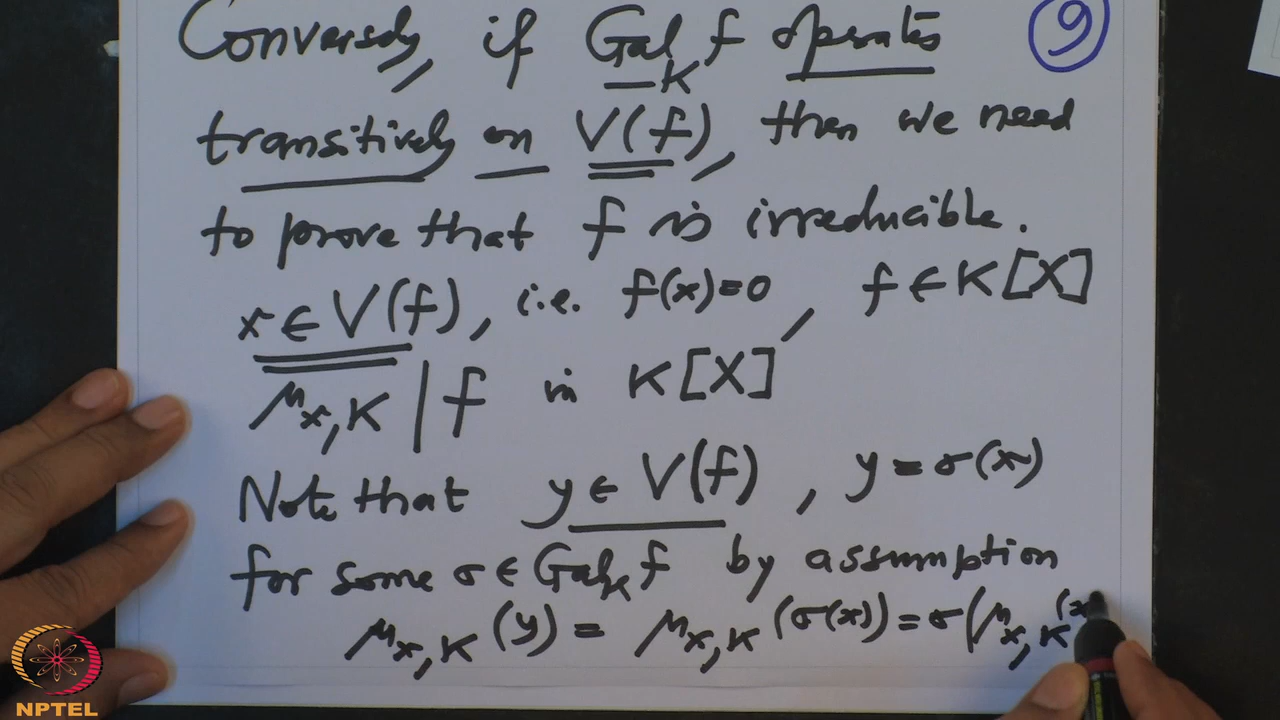 Conversely, if Gal_K f operates ⑨
transitively on V(f), then we need
to prove that f is irreducible.
x ∈ V(f), i.e. f(x)=0, f ∈ K[X]
μ_{x,K} | f in K[X]
Note that y ∈ V(f), y = σ(x)
for some σ ∈ Gal_K f by assumption
μ_{x,K}(y) = μ_{x,K}(σ(x)) = σ(μ_{x,K}(x
NPTEL